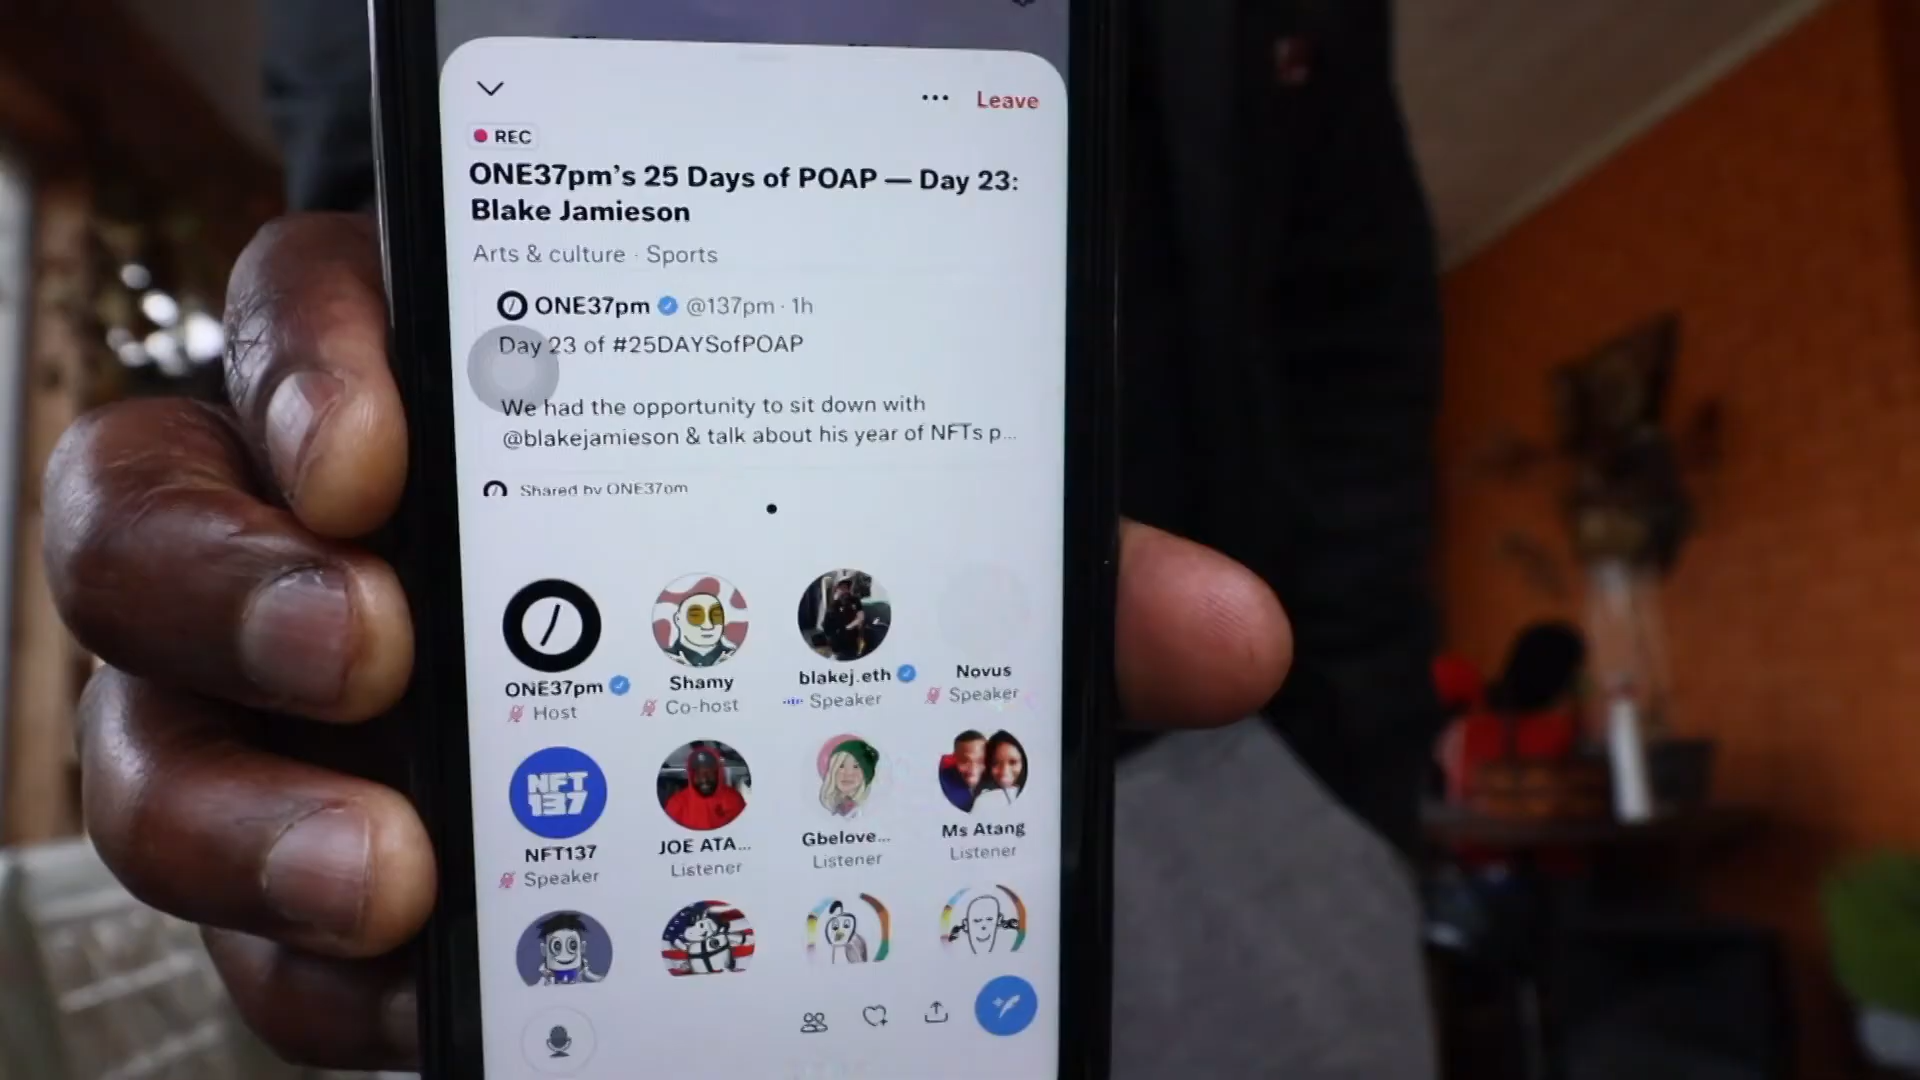 Leave
REC
ONE37pm's 25 Days of POAP — Day 23:
Blake Jamieson
Arts & culture · Sports
ONE37pm @137pm · 1h
Day 23 of #25DAYSofPOAP
We had the opportunity to sit down with
@blakejamieson & talk about his year of NFTs p...
Shared by ONE37pm
ONE37pm
Host
Shamy
Co-host
blakej.eth
Speaker
Novus
Speaker
NFT
137
NFT137
Speaker
JOE ATA...
Listener
Gbelove...
Listener
Ms Atang
Listener